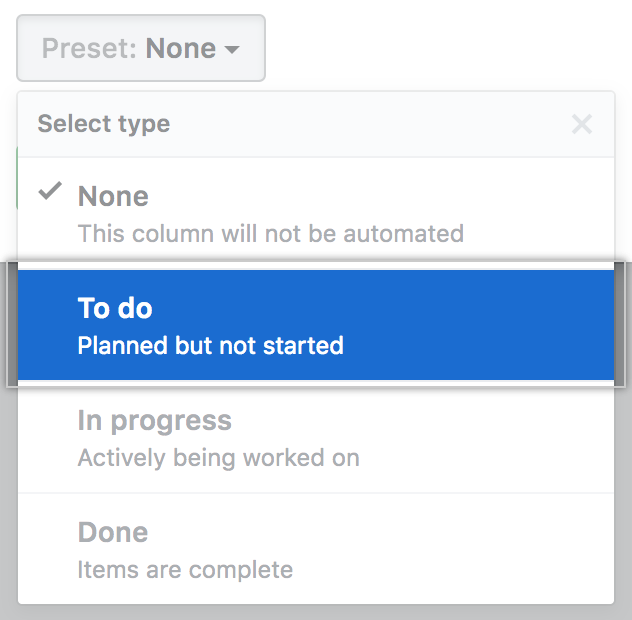 Preset: None
Select type
None
This column will not be automated
To do
Planned but not started
In progress
Actively being worked on
Done
Items are complete